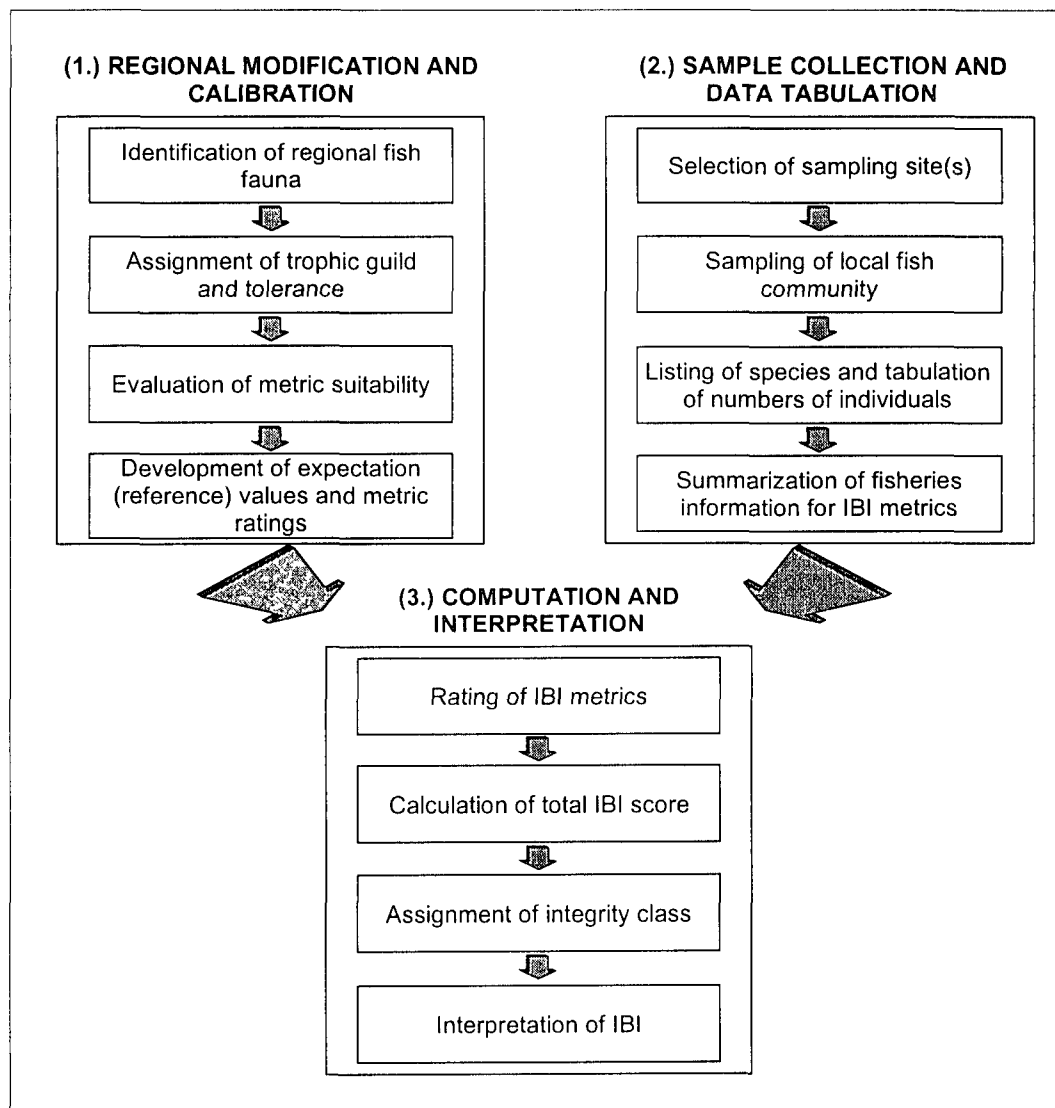 (1.) REGIONAL MODIFICATION AND
CALIBRATION
Identification of regional fish
fauna
Assignment of trophic guild
and tolerance
Evaluation of metric suitability
Development of expectation
(reference) values and metric
ratings
(2.) SAMPLE COLLECTION AND
DATA TABULATION
Selection of sampling site(s)
Sampling of local fish
community
Listing of species and tabulation
of numbers of individuals
Summarization of fisheries
information for IBI metrics
(3.) COMPUTATION AND
INTERPRETATION
Rating of IBI metrics
Calculation of total IBI score
Assignment of integrity class
Interpretation of IBI